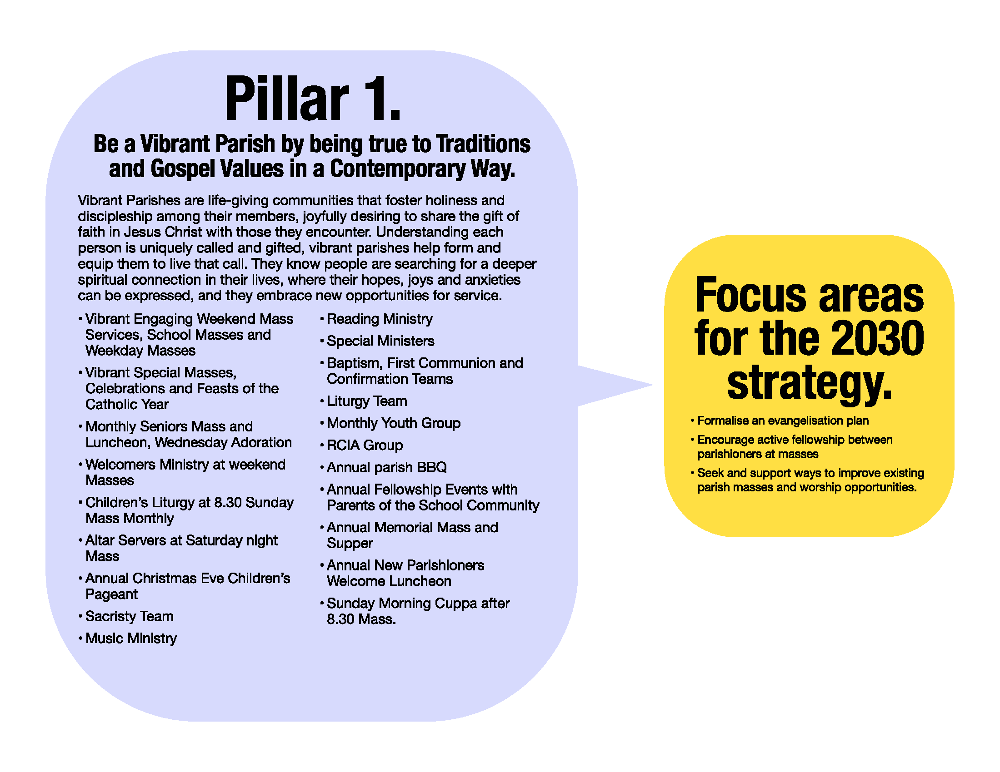 Pillar 1.
Be a Vibrant Parish by being true to Traditions
and Gospel Values in a Contemporary Way.
Vibrant Parishes are life-giving communities that foster holiness and
discipleship among their members, joyfully desiring to share the gift of
faith in Jesus Christ with those they encounter. Understanding each
person is uniquely called and gifted, vibrant parishes help form and
equip them to live that call. They know people are searching for a deeper
spiritual connection in their lives, where their hopes, joys and anxieties
can be expressed, and they embrace new opportunities for service.
• Vibrant Engaging Weekend Mass
Services, School Masses and
Weekday Masses
• Vibrant Special Masses,
Celebrations and Feasts of the
Catholic Year
• Monthly Seniors Mass and
Luncheon, Wednesday Adoration
• Welcomers Ministry at weekend
Masses
• Children’s Liturgy at 8.30 Sunday
Mass Monthly
• Altar Servers at Saturday night
Mass
• Annual Christmas Eve Children’s
Pageant
• Sacristy Team
• Music Ministry
• Reading Ministry
• Special Ministers
• Baptism, First Communion and
Confirmation Teams
• Liturgy Team
• Monthly Youth Group
• RCIA Group
• Annual parish BBQ
• Annual Fellowship Events with
Parents of the School Community
• Annual Memorial Mass and
Supper
• Annual New Parishioners
Welcome Luncheon
• Sunday Morning Cuppa after
8.30 Mass.
Focus areas
for the 2030
strategy.
• Formalise an evangelisation plan
• Encourage active fellowship between
parishioners at masses
• Seek and support ways to improve existing
parish masses and worship opportunities.